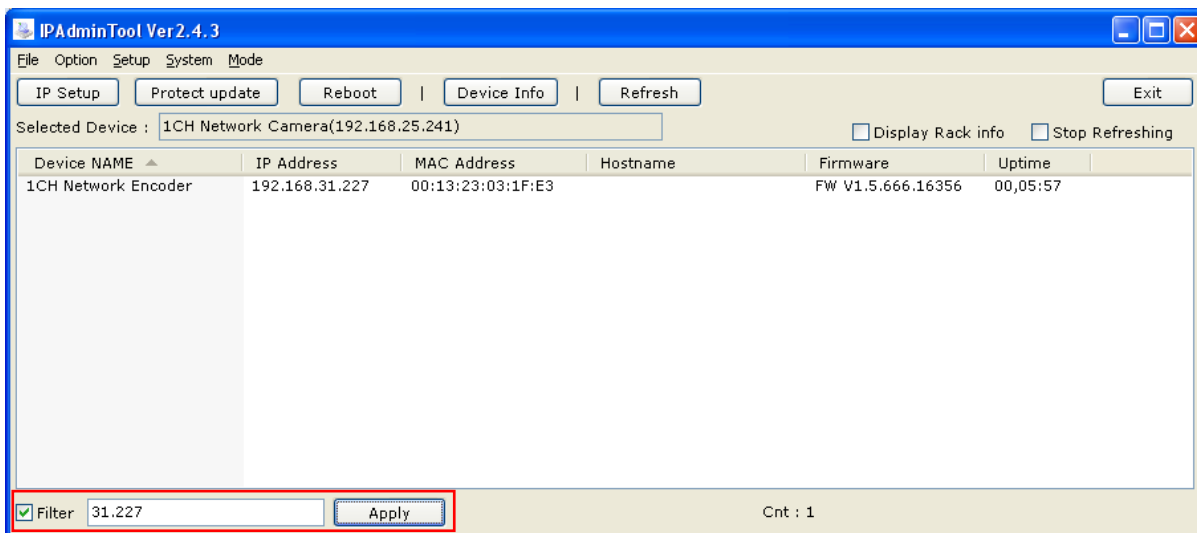 IPAdminTool Ver2.4.3
File Option Setup System Mode
IP Setup Protect update Reboot | Device Info | Refresh Exit
Selected Device : 1CH Network Camera(192.168.25.241) Display Rack info Stop Refreshing
Device NAME IP Address MAC Address Hostname Firmware Uptime
1CH Network Encoder 192.168.31.227 00:13:23:03:1F:E3 FW V1.5.666.16356 00,05:57
Filter 31.227 Apply Cnt : 1